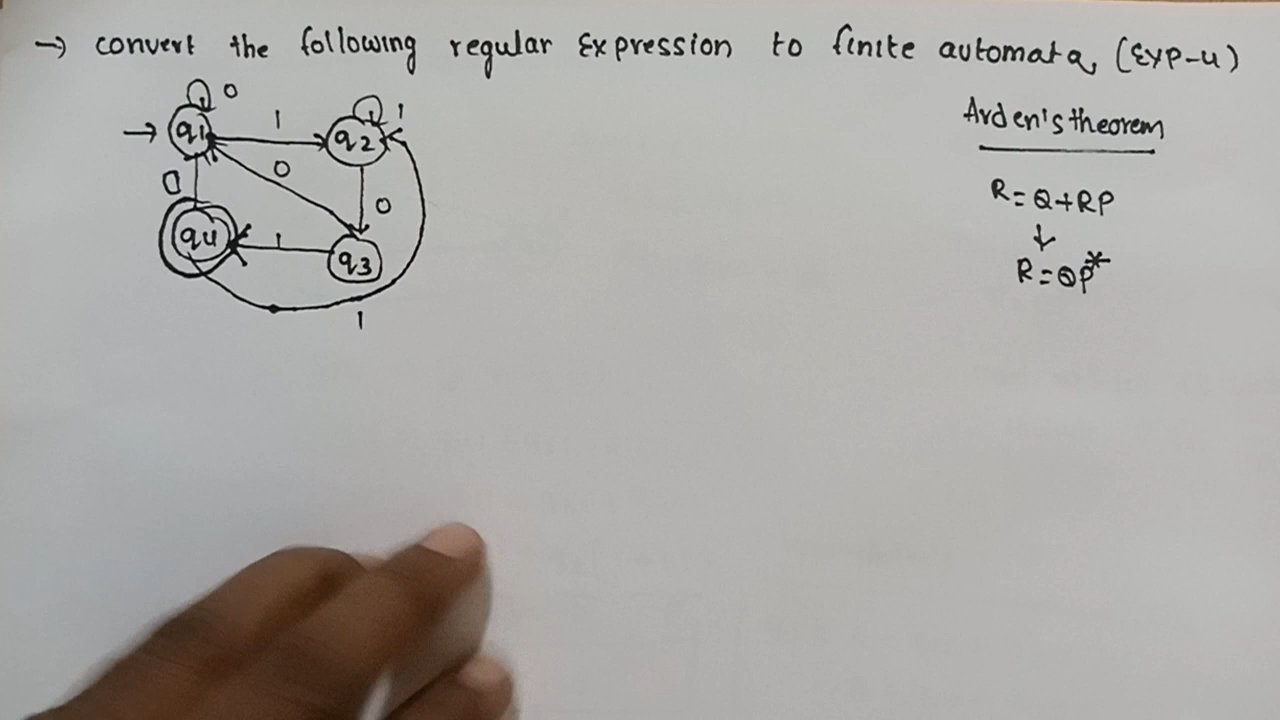 → convert the following regular Expression to finite automata, (Exp-4)
Arden's theorem
R=Q+RP
↓
R=QP*
0
1
→ q1
1
q2
0
0
0
q4
1
q3
1